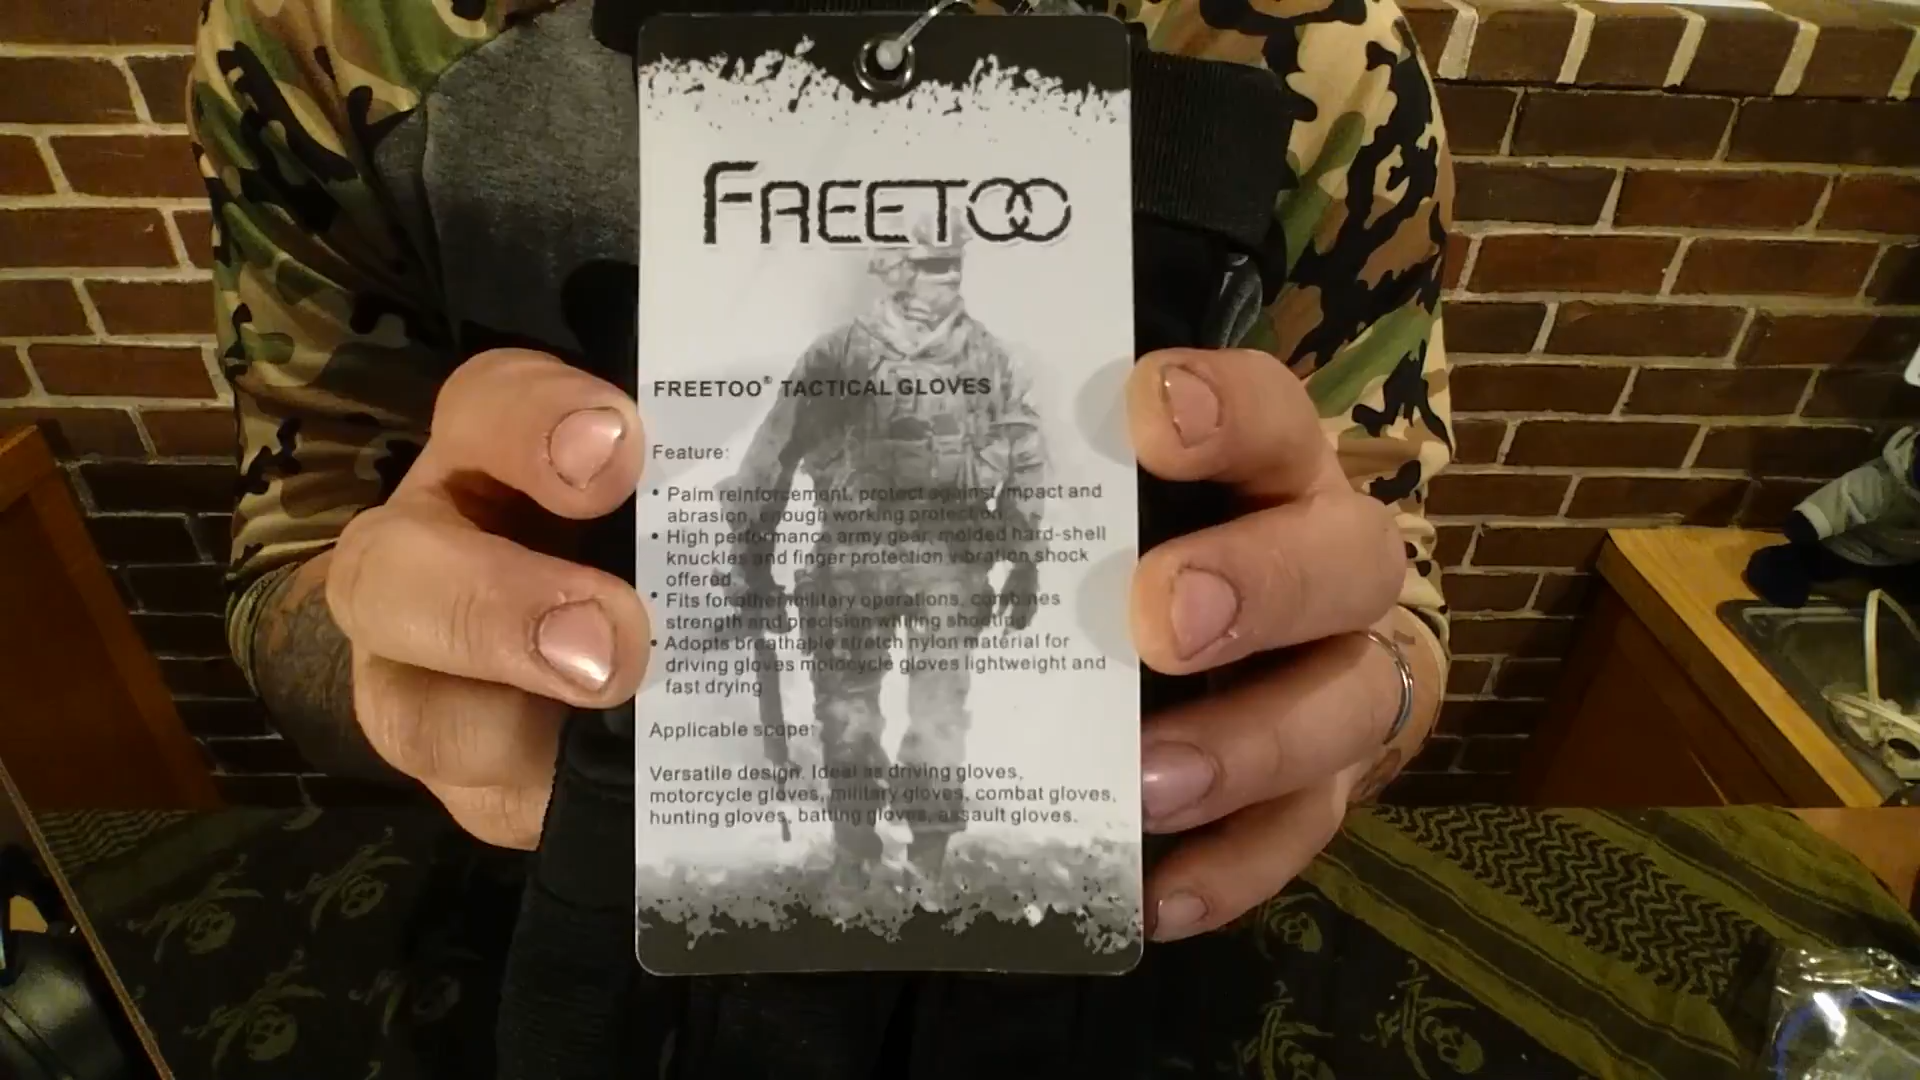 FREETOO
FREETOO® TACTICAL GLOVES
Feature:
• Palm reinforcement, protect against impact and
abrasion, enough working protection
• High performance army gear, molded hard-shell
knuckles and finger protection vibration shock
offered.
• Fits for other military operations, combines
strength and precision whiling shooting
• Adopts breathable stretch nylon material for
driving gloves motocycle gloves lightweight and
fast drying
Applicable scope:
Versatile design. Ideal as driving gloves,
motorcycle gloves, military gloves, combat gloves,
hunting gloves, batting gloves, assault gloves.